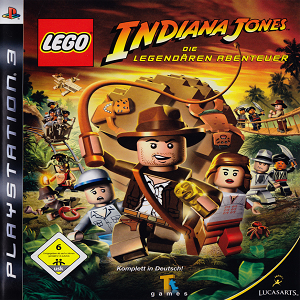 PLAYSTATION 3
LEGO
INDIANA JONES
DIE
LEGENDÄREN ABENTEUER
6
usk
Komplett in Deutsch!
TT
games
LUCASARTS